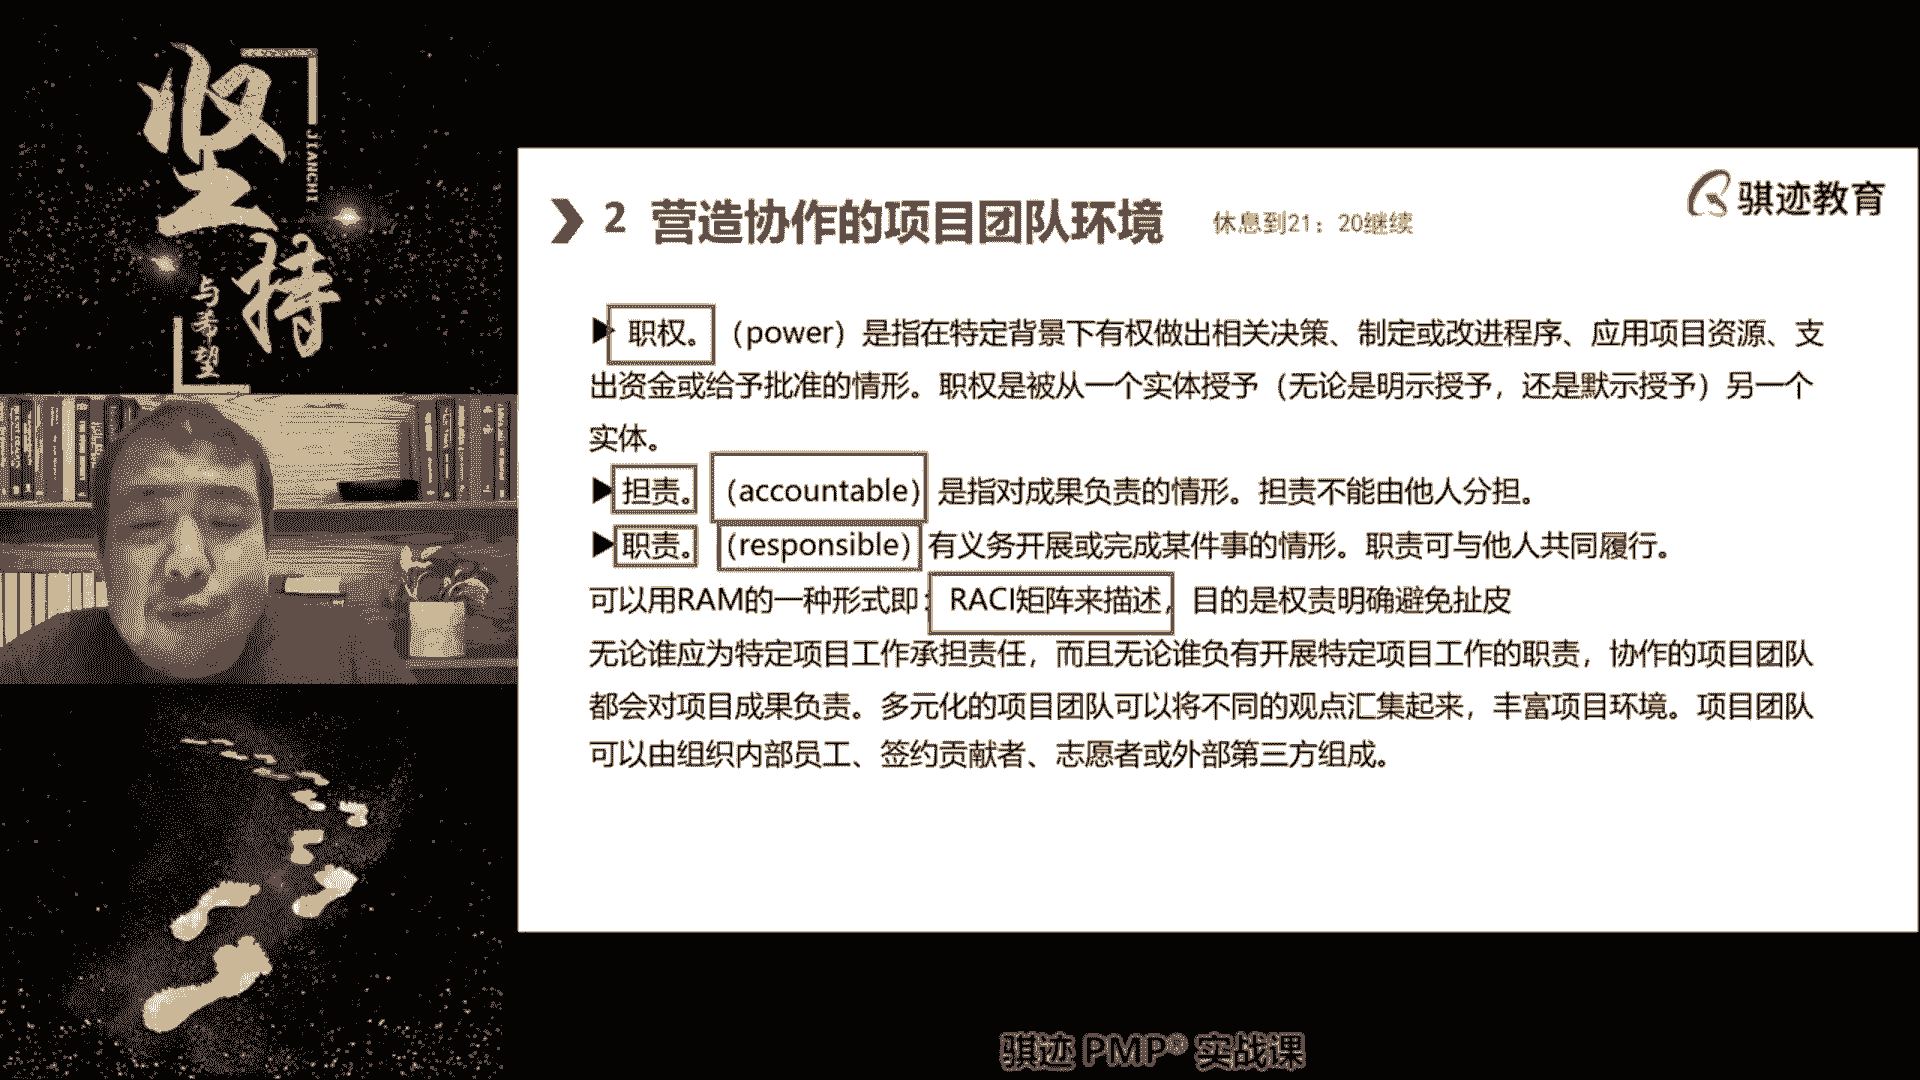 坚持
JIANCHI
与希望
2 营造协作的项目团队环境
休息到21：20继续
骐迹教育
职权。（power）是指在特定背景下有权做出相关决策、制定或改进程序、应用项目资源、支
出资金或给予批准的情形。职权是被从一个实体授予（无论是明示授予，还是默示授予）另一个
实体。
担责。（accountable）是指对成果负责的情形。担责不能由他人分担。
职责。（responsible）有义务开展或完成某件事的情形。职责可与他人共同履行。
可以用RAM的一种形式即：RACI矩阵来描述，目的是权责明确避免扯皮
无论谁应为特定项目工作承担责任，而且无论谁负有开展特定项目工作的职责，协作的项目团队
都会对项目成果负责。多元化的项目团队可以将不同的观点汇集起来，丰富项目环境。项目团队
可以由组织内部员工、签约贡献者、志愿者或外部第三方组成。
骐迹 PMP® 实战课